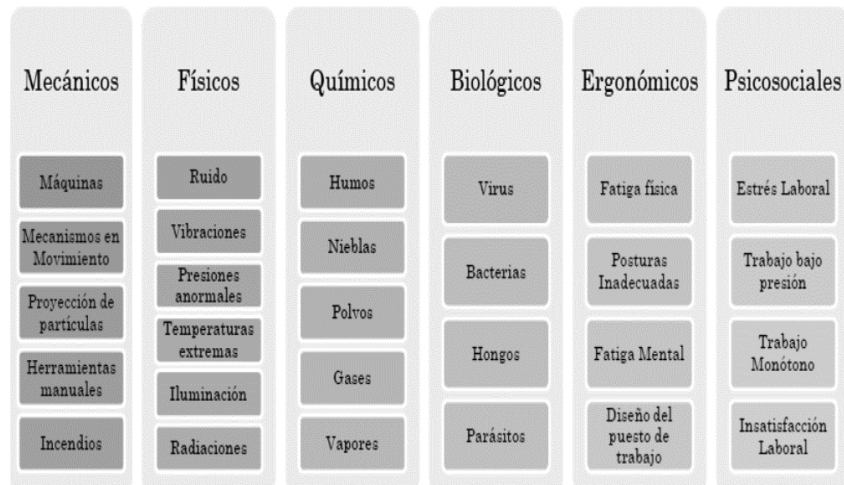 Mecánicos
Máquinas
Mecanismos en
Movimiento
Proyección de
partículas
Herramientas
manuales
Incendios
Físicos
Ruido
Vibraciones
Presiones
anormales
Temperaturas
extremas
Iluminación
Radiaciones
Químicos
Humos
Nieblas
Polvos
Gases
Vapores
Biológicos
Virus
Bacterias
Hongos
Parásitos
Ergonómicos
Fatiga física
Posturas
Inadecuadas
Fatiga Mental
Diseño del
puesto de
trabajo
Psicosociales
Estrés Laboral
Trabajo bajo
presión
Trabajo
Monótono
Insatisfacción
Laboral